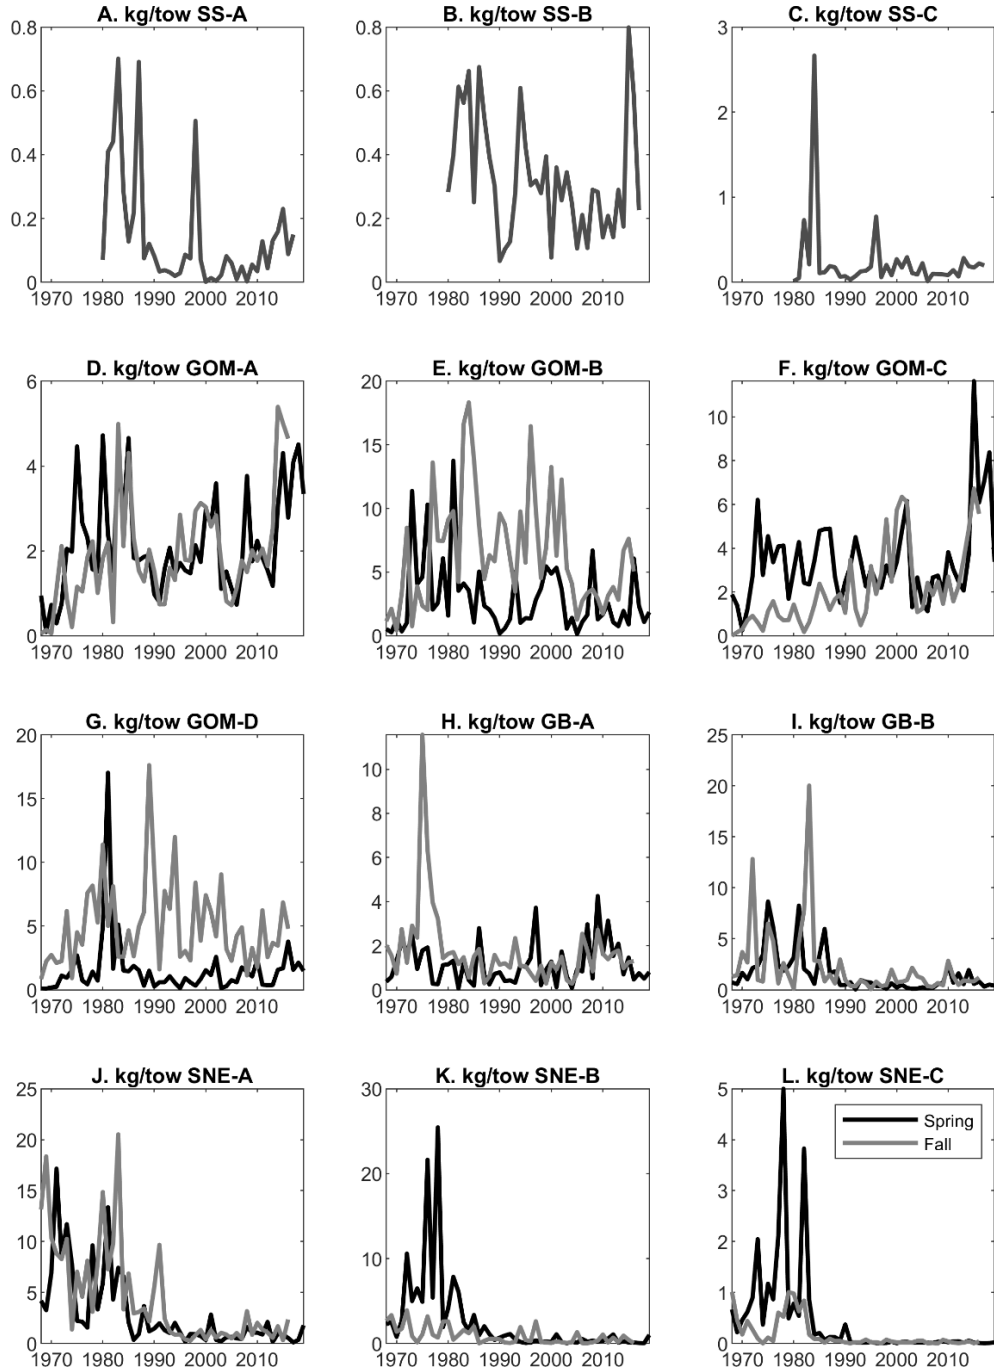 A. kg/tow SS-A
B. kg/tow SS-B
C. kg/tow SS-C
0.8
0.6
0.4
0.2
0
1970 1980 1990 2000 2010
0.8
0.6
0.4
0.2
0
1970 1980 1990 2000 2010
3
2
1
0
1970 1980 1990 2000 2010
D. kg/tow GOM-A
E. kg/tow GOM-B
F. kg/tow GOM-C
6
4
2
0
1970 1980 1990 2000 2010
20
15
10
5
0
1970 1980 1990 2000 2010
10
8
6
4
2
0
1970 1980 1990 2000 2010
G. kg/tow GOM-D
H. kg/tow GB-A
I. kg/tow GB-B
20
15
10
5
0
1970 1980 1990 2000 2010
10
8
6
4
2
0
1970 1980 1990 2000 2010
25
20
15
10
5
0
1970 1980 1990 2000 2010
J. kg/tow SNE-A
K. kg/tow SNE-B
L. kg/tow SNE-C
25
20
15
10
5
0
1970 1980 1990 2000 2010
30
20
10
0
1970 1980 1990 2000 2010
5
4
3
2
1
0
1970 1980 1990 2000 2010
Spring
Fall